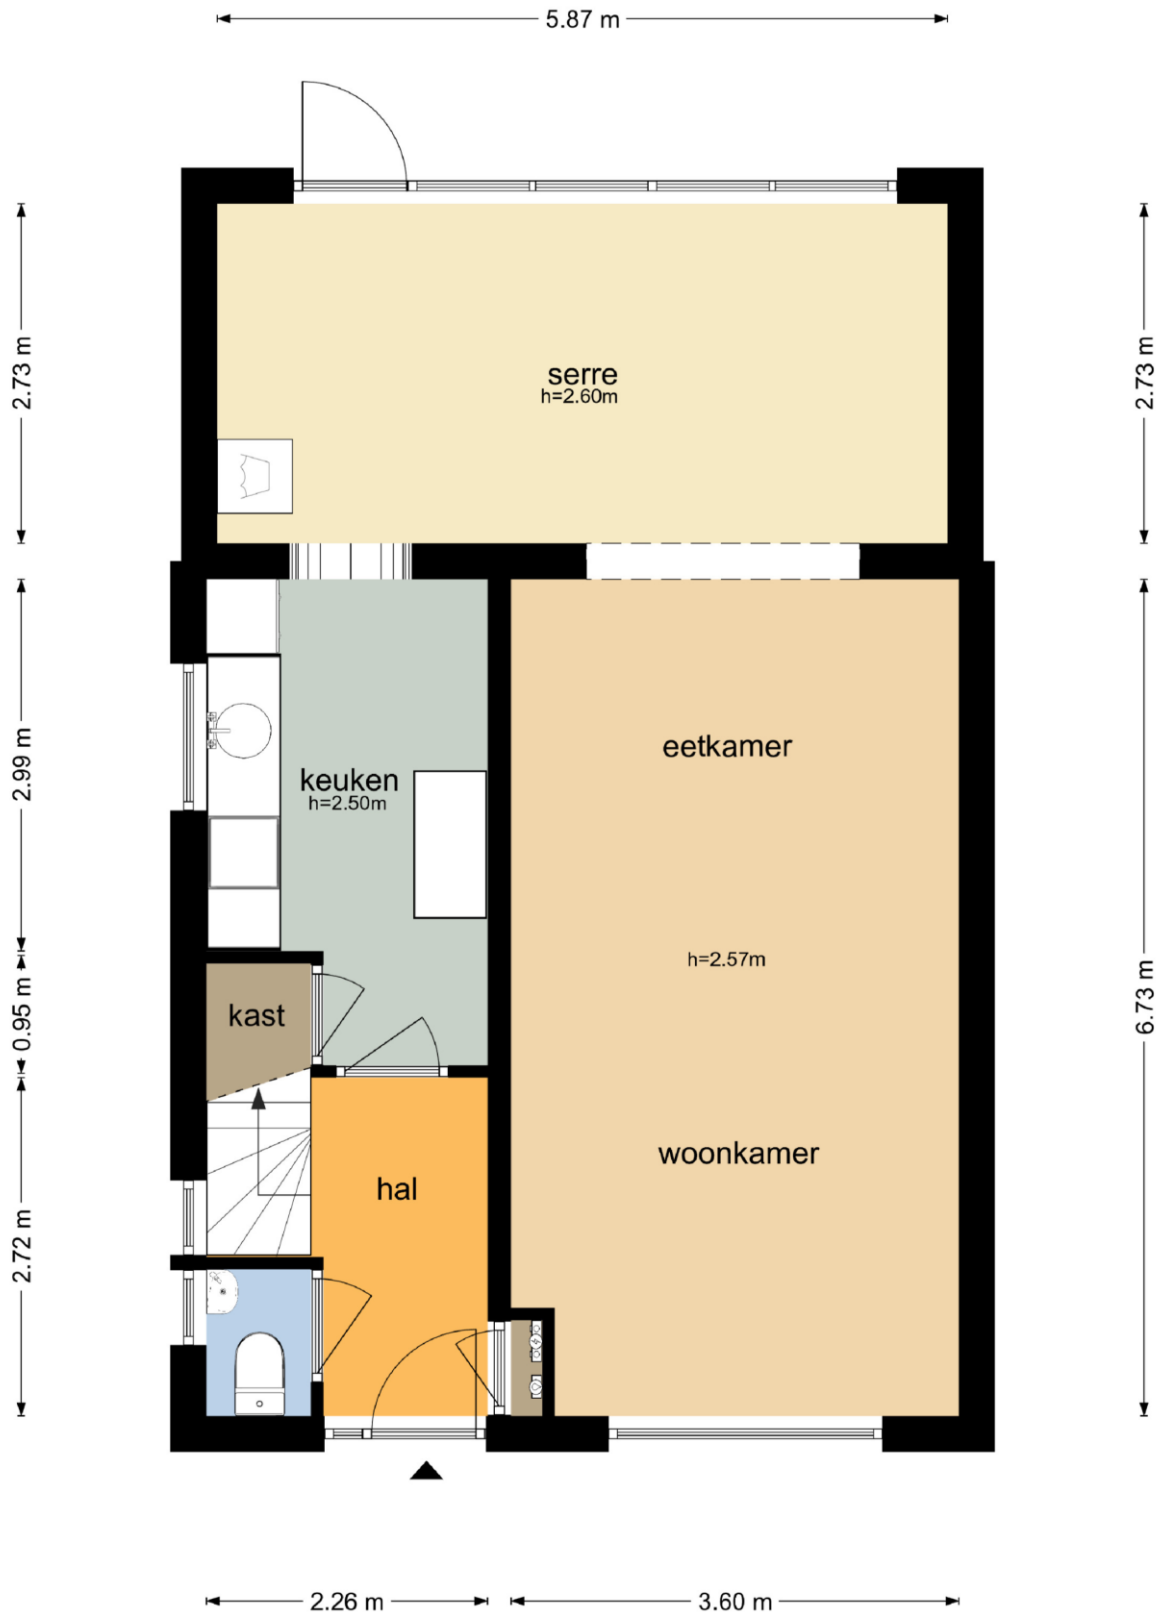 5.87 m
serre
h=2.60m
2.73 m
2.73 m
keuken
h=2.50m
eetkamer
2.99 m
h=2.57m
kast
0.95 m
6.73 m
woonkamer
hal
2.72 m
2.26 m
3.60 m